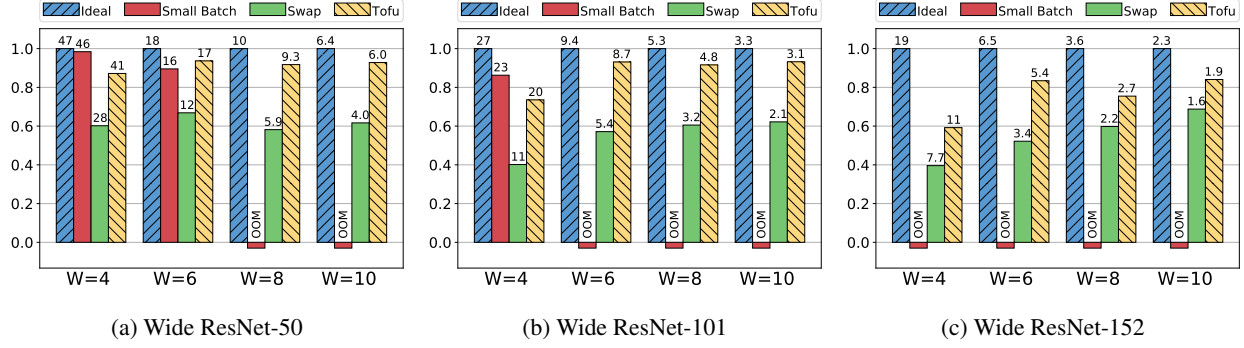 Ideal Small Batch Swap Tofu
1.0
0.8
0.6
0.4
0.2
0.0
47 46 28 41
18 16 12 17
10 OOM 5.9 9.3
6.4 OOM 4.0 6.0
W=4 W=6 W=8 W=10
(a) Wide ResNet-50
Ideal Small Batch Swap Tofu
1.0
0.8
0.6
0.4
0.2
0.0
27 23 11 20
9.4 OOM 5.4 8.7
5.3 OOM 3.2 4.8
3.3 OOM 2.1 3.1
W=4 W=6 W=8 W=10
(b) Wide ResNet-101
Ideal Small Batch Swap Tofu
1.0
0.8
0.6
0.4
0.2
0.0
19 OOM 7.7 11
6.5 OOM 3.4 5.4
3.6 OOM 2.2 2.7
2.3 OOM 1.6 1.9
W=4 W=6 W=8 W=10
(c) Wide ResNet-152